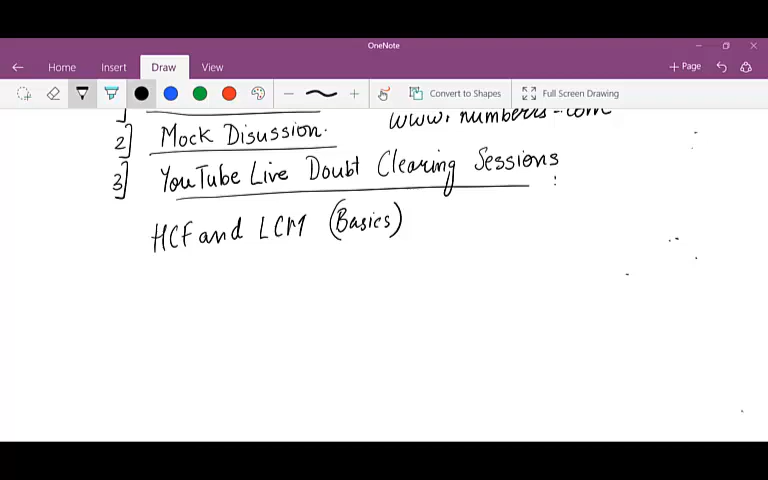 OneNote
Home Insert Draw View + Page
Convert to Shapes Full Screen Drawing
2] Mock Disussion.
3] YouTube Live Doubt Clearing Sessions
HCF and LCM (Basics)